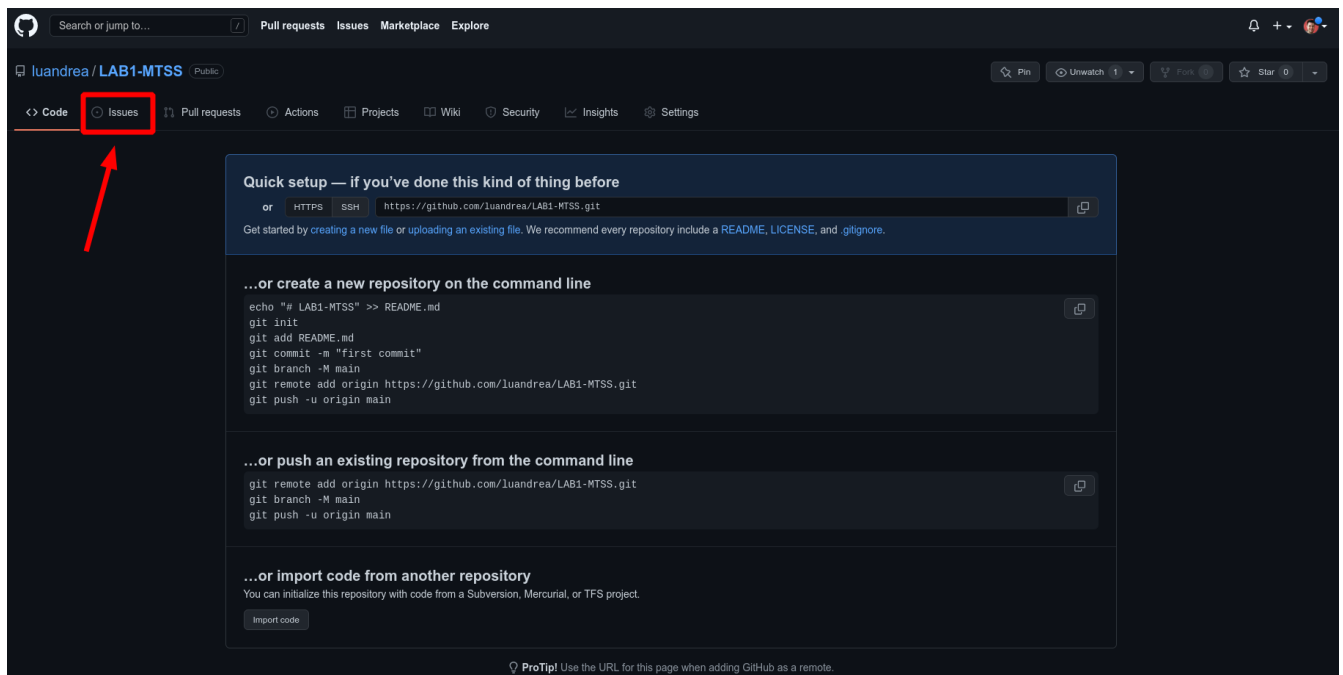 Search or jump to... / Pull requests Issues Marketplace Explore
luandrea / LAB1-MTSS Public Pin Unwatch 1 Fork 0 Star 0
<> Code Issues Pull requests Actions Projects Wiki Security Insights Settings
Quick setup — if you've done this kind of thing before
or HTTPS SSH https://github.com/luandrea/LAB1-MTSS.git
Get started by creating a new file or uploading an existing file. We recommend every repository include a README, LICENSE, and .gitignore.
…or create a new repository on the command line
echo "# LAB1-MTSS" >> README.md
git init
git add README.md
git commit -m "first commit"
git branch -M main
git remote add origin https://github.com/luandrea/LAB1-MTSS.git
git push -u origin main
…or push an existing repository from the command line
git remote add origin https://github.com/luandrea/LAB1-MTSS.git
git branch -M main
git push -u origin main
…or import code from another repository
You can initialize this repository with code from a Subversion, Mercurial, or TFS project.
Import code
ProTip! Use the URL for this page when adding GitHub as a remote.